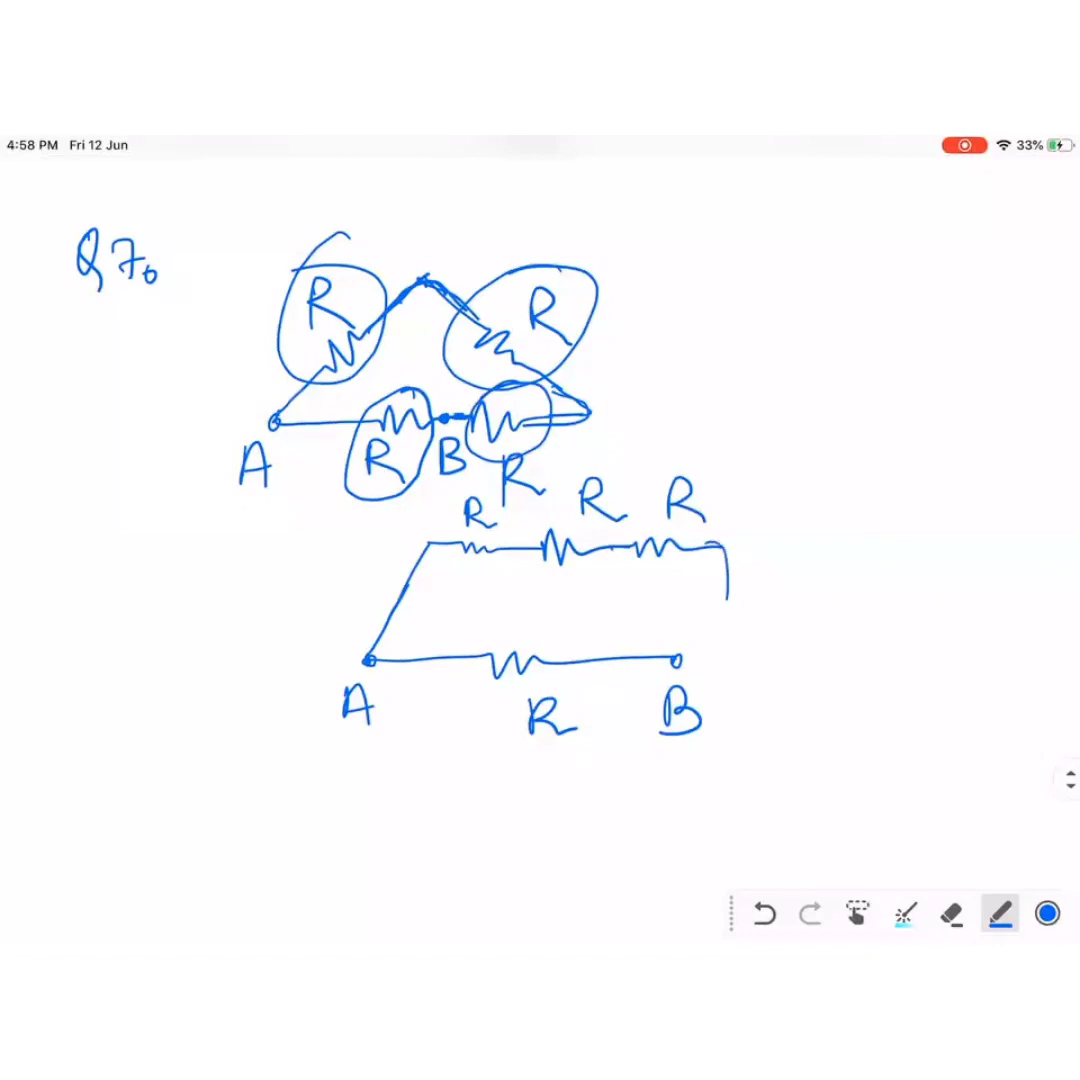 4:58 PM Fri 12 Jun 33%
Q7.
R R
A R B R
R R R
A R B